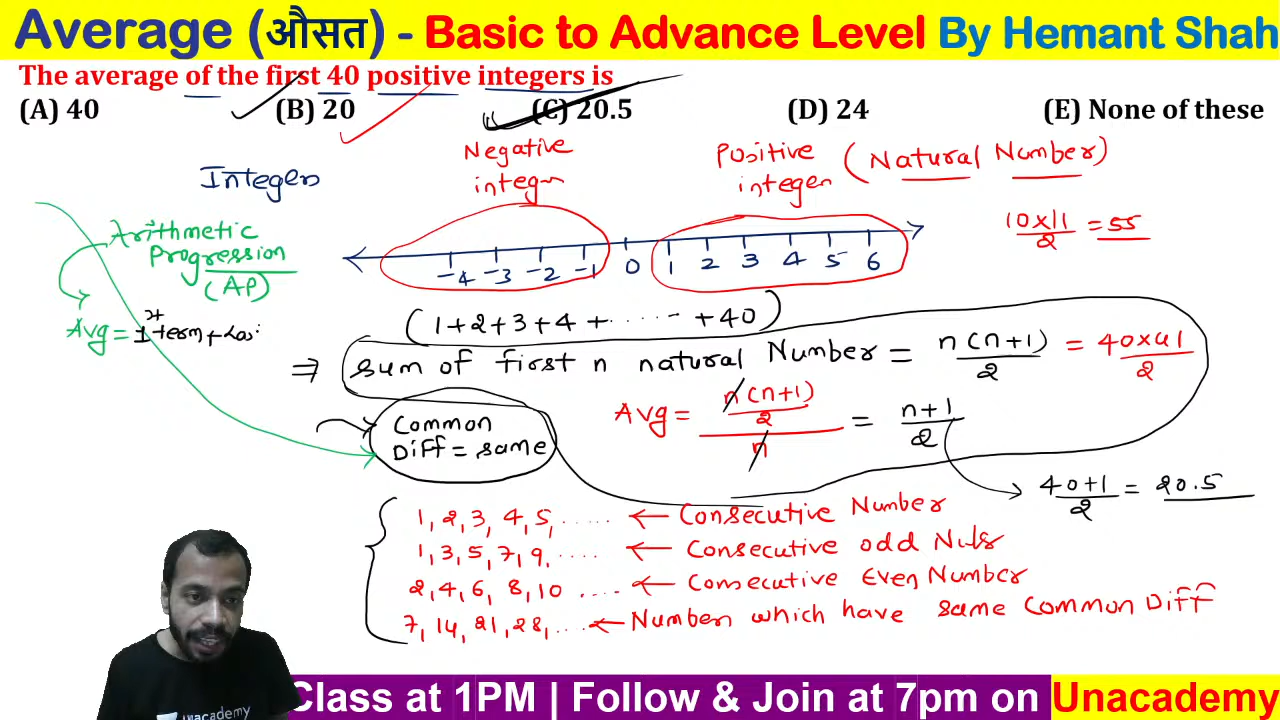 Average (औसत) - Basic to Advance Level By Hemant Shah
The average of the first 40 positive integers is
(A) 40 (B) 20 (C) 20.5 (D) 24 (E) None of these
Integers
Negative
integer
Positive
integers
(Natural Number)
10×11/2 = 55
Arithmetic
Progression
(AP)
Avg = 1st term + Las
-4 -3 -2 -1 0 1 2 3 4 5 6
(1+2+3+4+......+40)
⇒ sum of first n natural Number = n(n+1)/2 = 40×41/2
Avg = n(n+1)/2 / n = n+1/2
Common
Diff = same
40+1/2 = 20.5
1, 2, 3, 4, 5, ..... ← Consecutive Number
1, 3, 5, 7, 9, .... ← Consecutive odd
2, 4, 6, 8, 10 .... ← Consecutive Even Number
7, 14, 21, 28, ... ← Numbers which have same Common Diff
unacademy
Class at 1PM | Follow & Join at 7pm on Unacademy